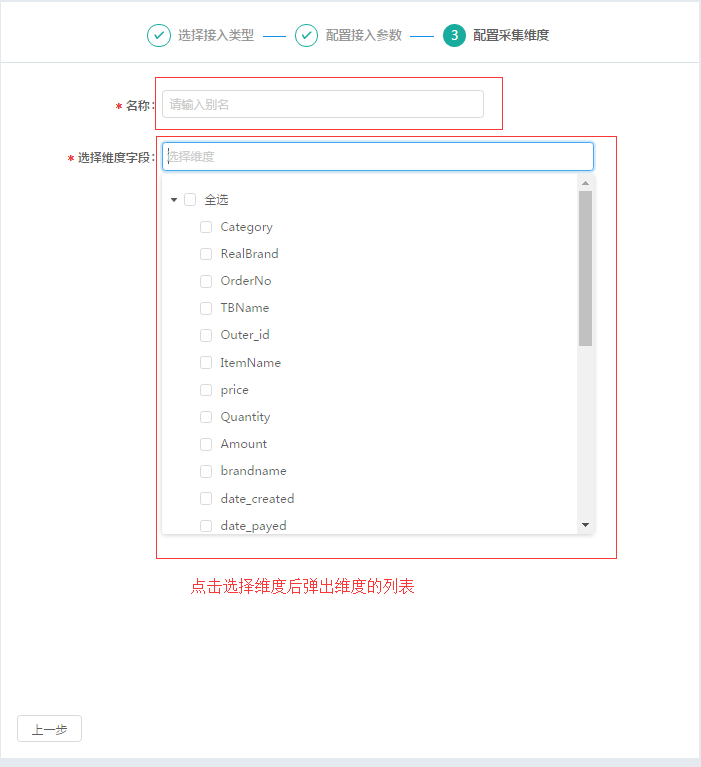 选择接入类型 配置接入参数 3 配置采集维度
* 名称: 请输入别名
* 选择维度字段: 选择维度
全选
Category
RealBrand
OrderNo
TBName
Outer_id
ItemName
price
Quantity
Amount
brandname
date_created
date_payed
点击选择维度后弹出维度的列表
上一步